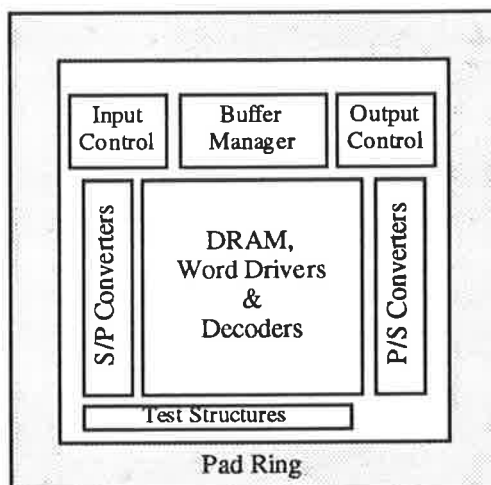 Input
Control
Buffer
Manager
Output
Control
S/P Converters
DRAM,
Word Drivers
&
Decoders
P/S Converters
Test Structures
Pad Ring